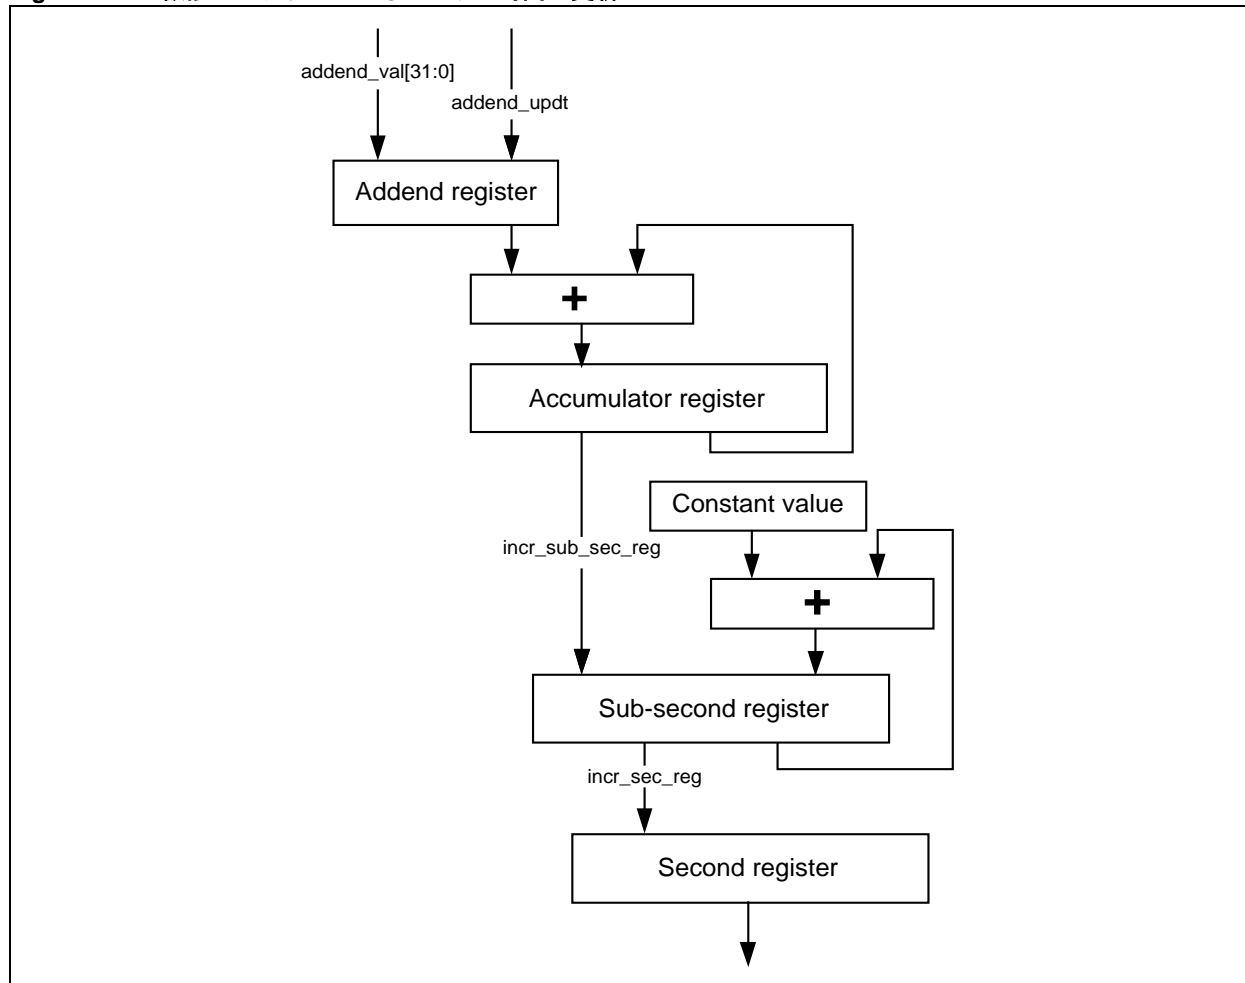 addend_val[31:0]
addend_updt
Addend register
+
Accumulator register
Constant value
incr_sub_sec_reg
+
Sub-second register
incr_sec_reg
Second register